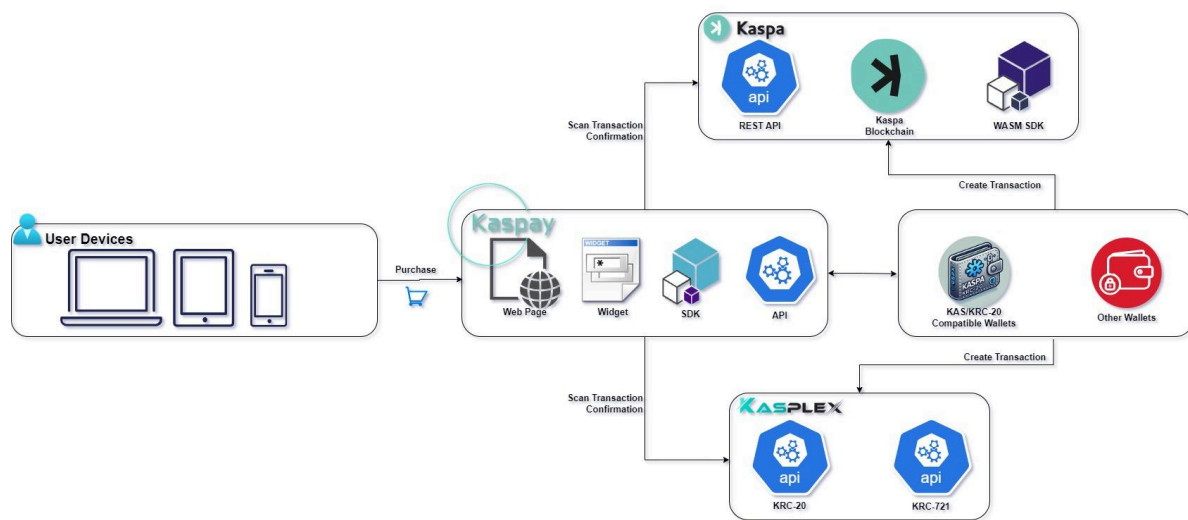 Kaspa
api
REST API
Kaspa
Blockchain
WASM SDK
Scan Transaction
Confirmation
Create Transaction
User Devices
Purchase
Kaspay
WIDGET
*
Web Page
Widget
SDK
API
KASPA
KAS/KRC-20
Compatible Wallets
Other Wallets
Create Transaction
Scan Transaction
Confirmation
KASPLEX
api
api
KRC-20
KRC-721